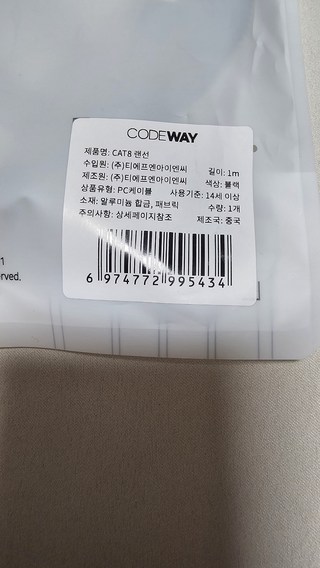 CODEWAY
제품명: CAT8 랜선
수입원: (주)티에프엔아이엔씨 길이: 1m
제조원: (주)티에프엔아이엔씨 색상: 블랙
상품유형: PC케이블 사용기준: 14세 이상
소재: 알루미늄 합금, 패브릭 수량: 1개
주의사항: 상세페이지참조 제조국: 중국
6 974772 995434
1
rved.